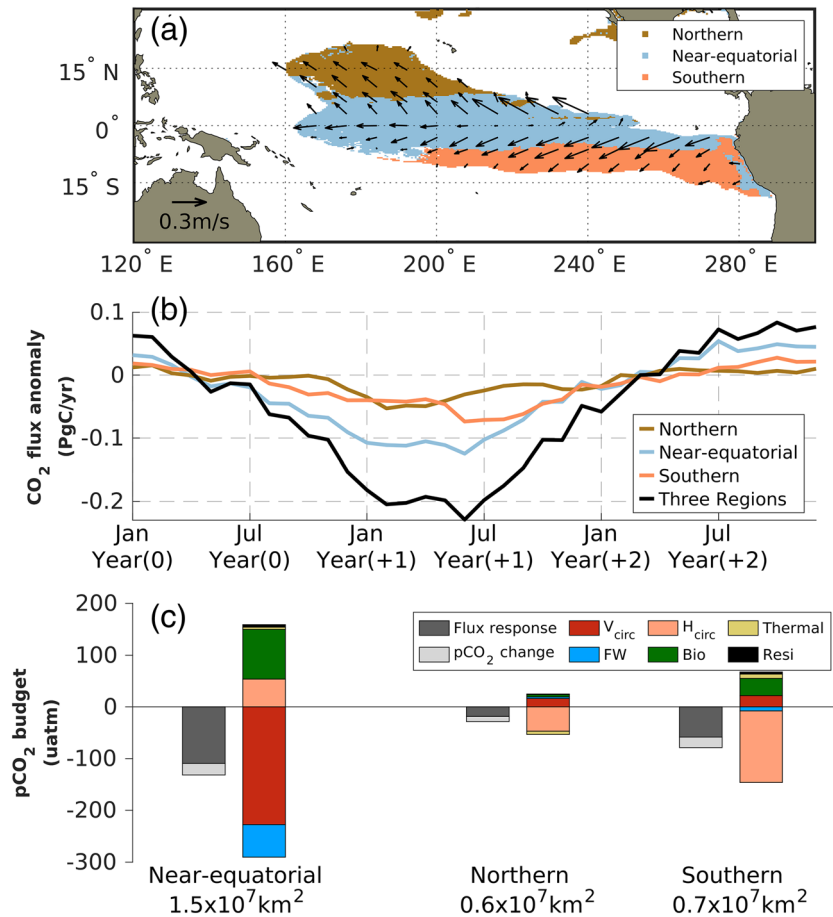 (a)
Northern
Near-equatorial
Southern
15° N
0°
15° S
0.3m/s
120° E 160° E 200° E 240° E 280° E
(b)
CO2 flux anomaly
(PgC/yr)
0.1
0
-0.1
-0.2
Northern
Near-equatorial
Southern
Three Regions
Jan Jul Jan Jul Jan Jul
Year(0) Year(0) Year(+1) Year(+1) Year(+2) Year(+2)
(c)
pCO2 budget
(uatm)
200
100
0
-100
-200
-300
Flux response Vcirc Hcirc Thermal
pCO2 change FW Bio Resi
Near-equatorial Northern Southern
1.5x10⁷km² 0.6x10⁷km² 0.7x10⁷km²